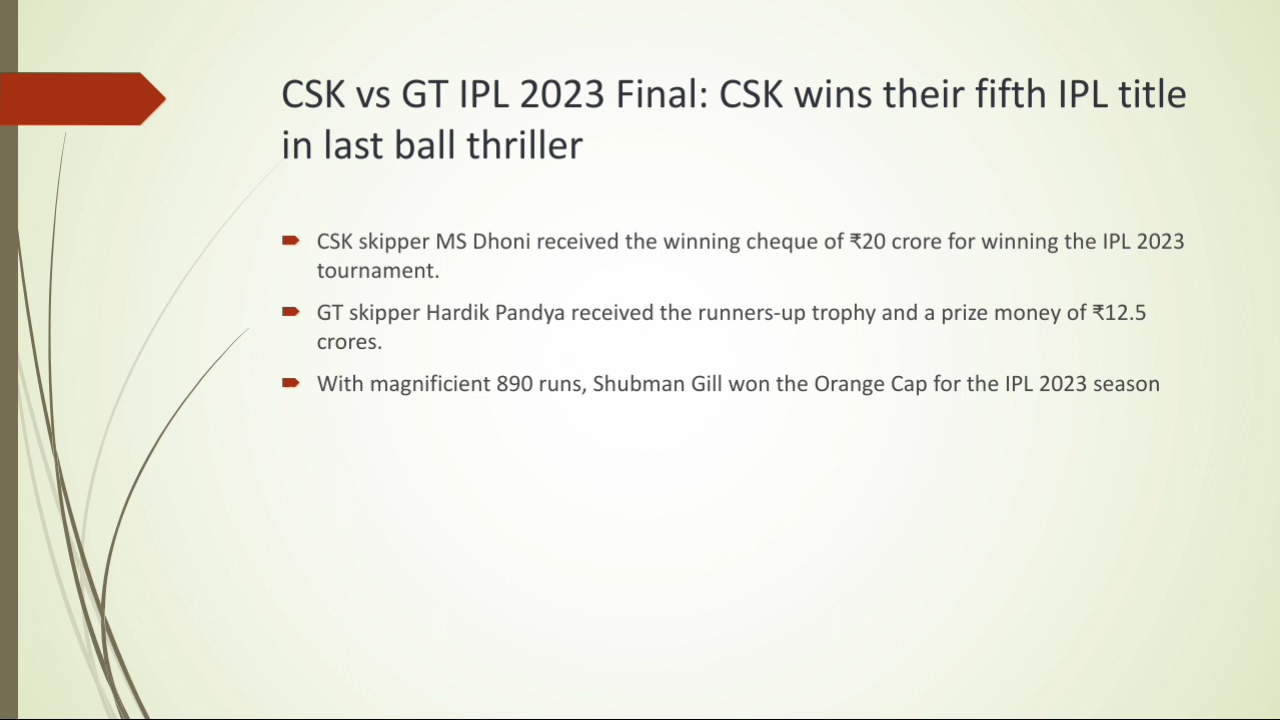 CSK vs GT IPL 2023 Final: CSK wins their fifth IPL title
in last ball thriller
CSK skipper MS Dhoni received the winning cheque of ₹20 crore for winning the IPL 2023
tournament.
GT skipper Hardik Pandya received the runners-up trophy and a prize money of ₹12.5
crores.
With magnificient 890 runs, Shubman Gill won the Orange Cap for the IPL 2023 season